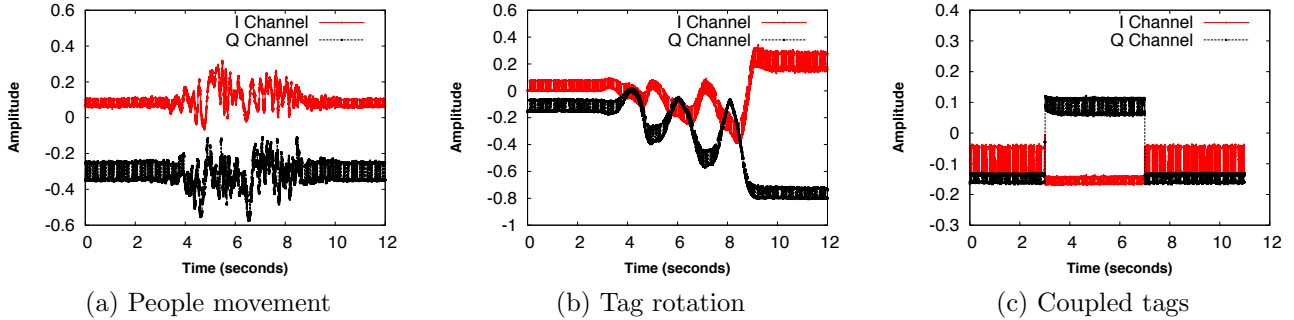 0.6
I Channel
Q Channel
0.4
0.2
0
-0.2
-0.4
0.6
Amplitude
0 2 4 6 8 10 12
Time (seconds)
(a) People movement
0.6
I Channel
Q Channel
0.4
0.2
0
-0.2
-0.4
-0.6
-0.8
-1
Amplitude
0 2 4 6 8 10 12
Time (seconds)
(b) Tag rotation
0.4
I Channel
Q Channel
0.3
0.2
0.1
0
-0.1
-0.2
-0.3
Amplitude
0 2 4 6 8 10 12
Time (seconds)
(c) Coupled tags